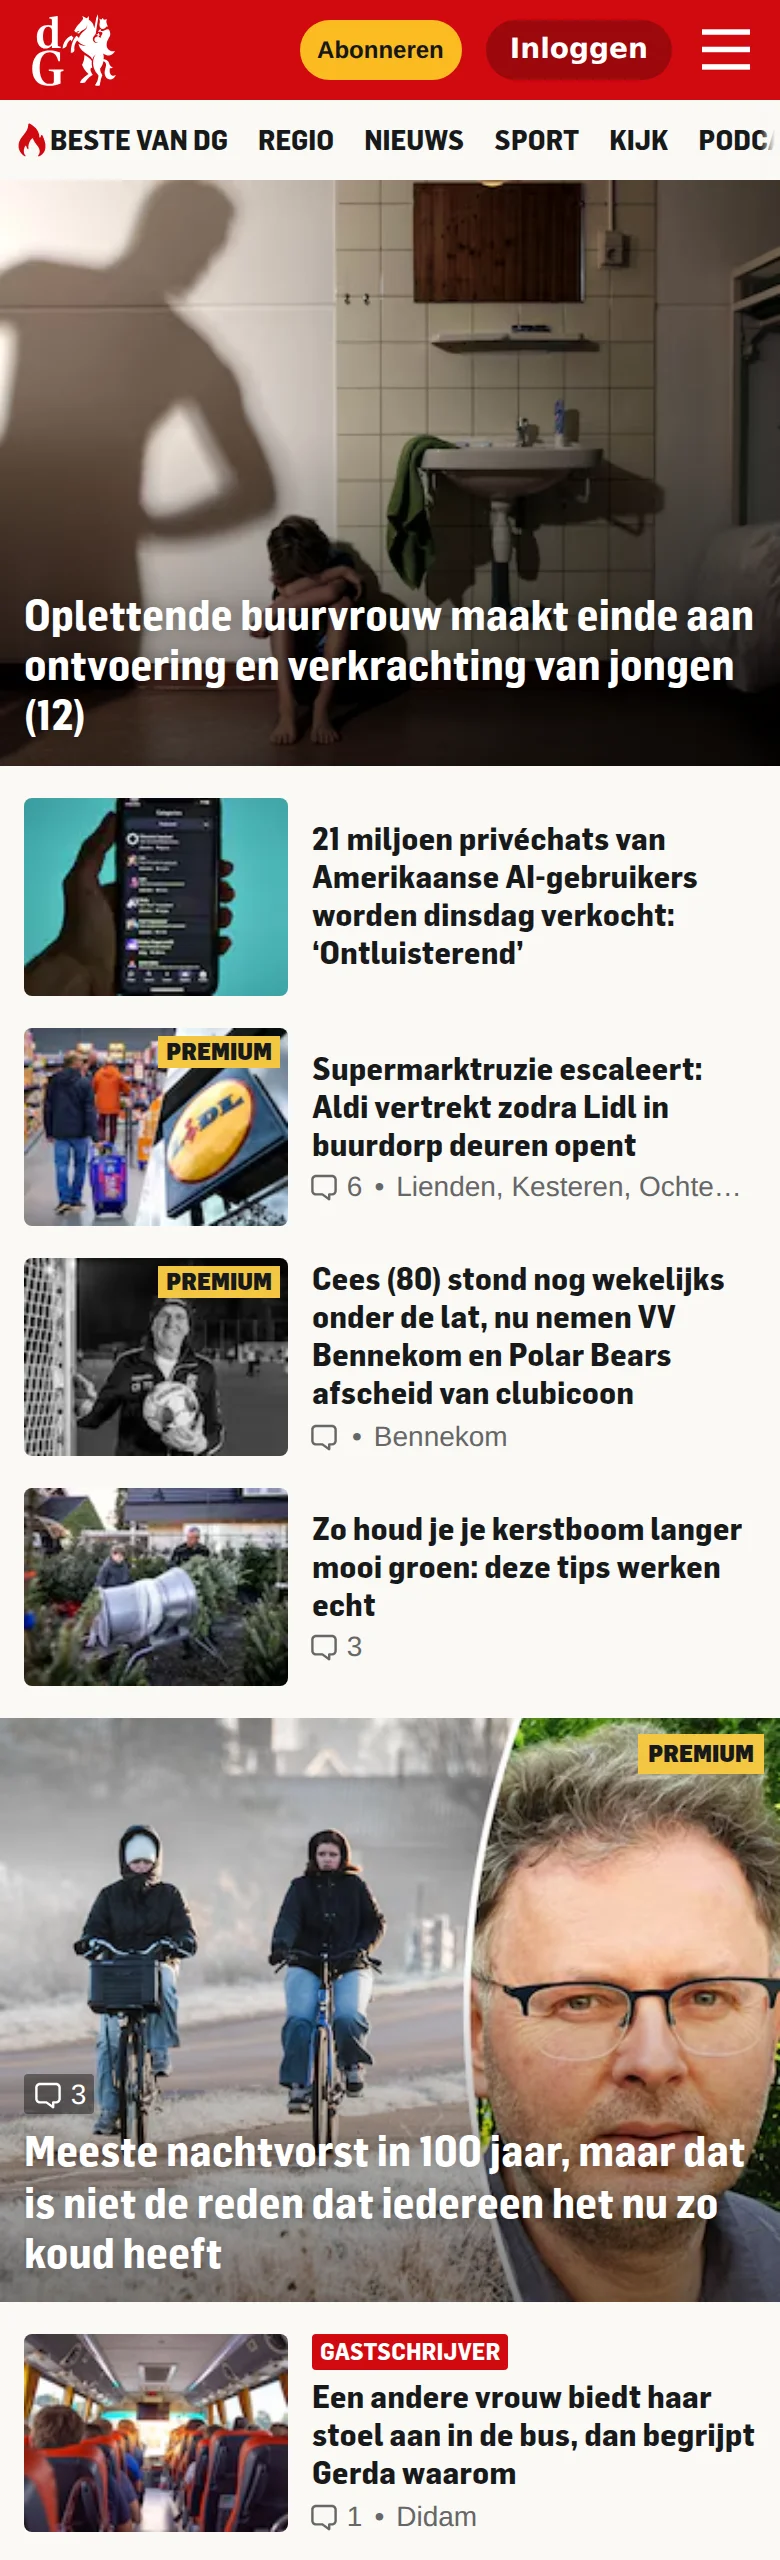 dG
Abonneren
Inloggen
BESTE VAN DG
REGIO
NIEUWS
SPORT
KIJK
PODCA
Oplettende buurvrouw maakt einde aan
ontvoering en verkrachting van jongen
(12)
21 miljoen privéchats van
Amerikaanse AI-gebruikers
worden dinsdag verkocht:
‘Ontluisterend’
PREMIUM
LIDL
Supermarktruzie escaleert:
Aldi vertrekt zodra Lidl in
buurdorp deuren opent
6 • Lienden, Kesteren, Ochte…
PREMIUM
Cees (80) stond nog wekelijks
onder de lat, nu nemen VV
Bennekom en Polar Bears
afscheid van clubicoon
• Bennekom
Zo houd je je kerstboom langer
mooi groen: deze tips werken
echt
3
PREMIUM
3
Meeste nachtvorst in 100 jaar, maar dat
is niet de reden dat iedereen het nu zo
koud heeft
GASTSCHRIJVER
Een andere vrouw biedt haar
stoel aan in de bus, dan begrijpt
Gerda waarom
1 • Didam